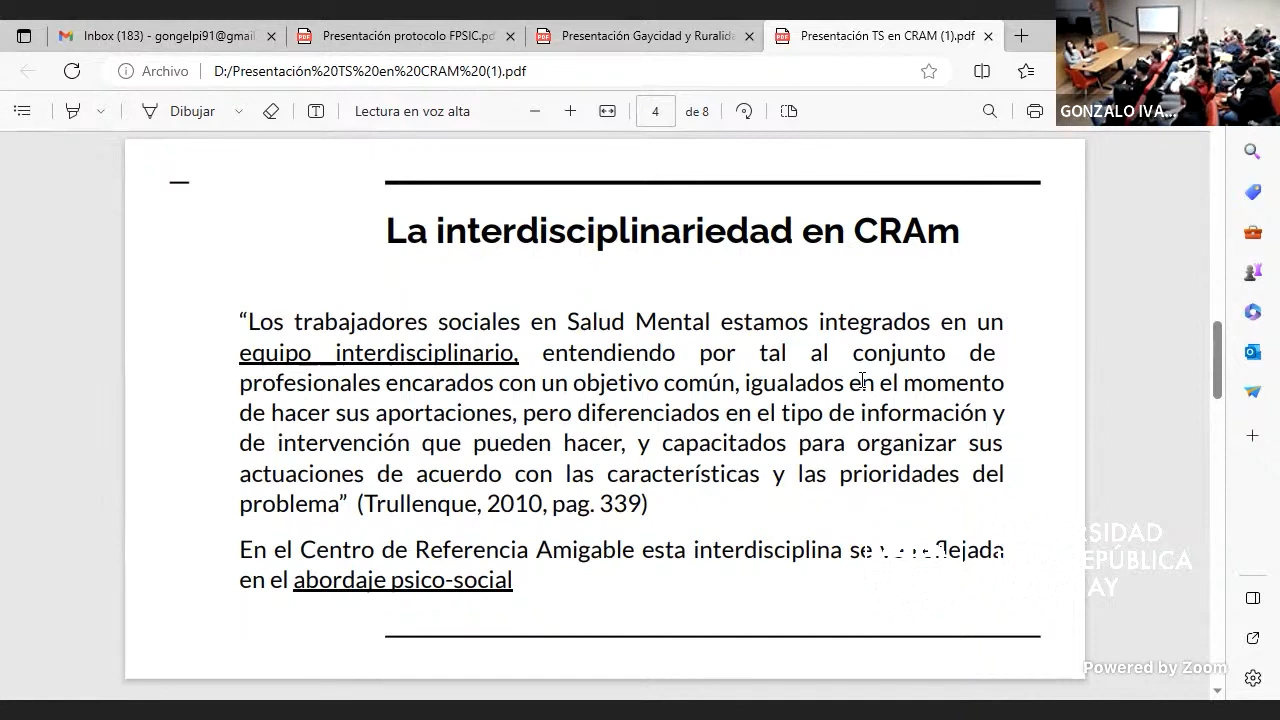 Inbox (183) - gongelpi91@gmail
Presentación protocolo FPSIC.pd
Presentación Gaycidad y Ruralida
Presentación TS en CRAM (1).pdf
Archivo
D:/Presentación%20TS%20en%20CRAM%20(1).pdf
Dibujar
Lectura en voz alta
4
de 8
GONZALO IVA...
La interdisciplinariedad en CRAm
“Los trabajadores sociales en Salud Mental estamos integrados en un
equipo interdisciplinario, entendiendo por tal al conjunto de
profesionales encarados con un objetivo común, igualados en el momento
de hacer sus aportaciones, pero diferenciados en el tipo de información y
de intervención que pueden hacer, y capacitados para organizar sus
actuaciones de acuerdo con las características y las prioridades del
problema” (Trullenque, 2010, pag. 339)
En el Centro de Referencia Amigable esta interdisciplina se
en el abordaje psico-social
Powered by Zoom